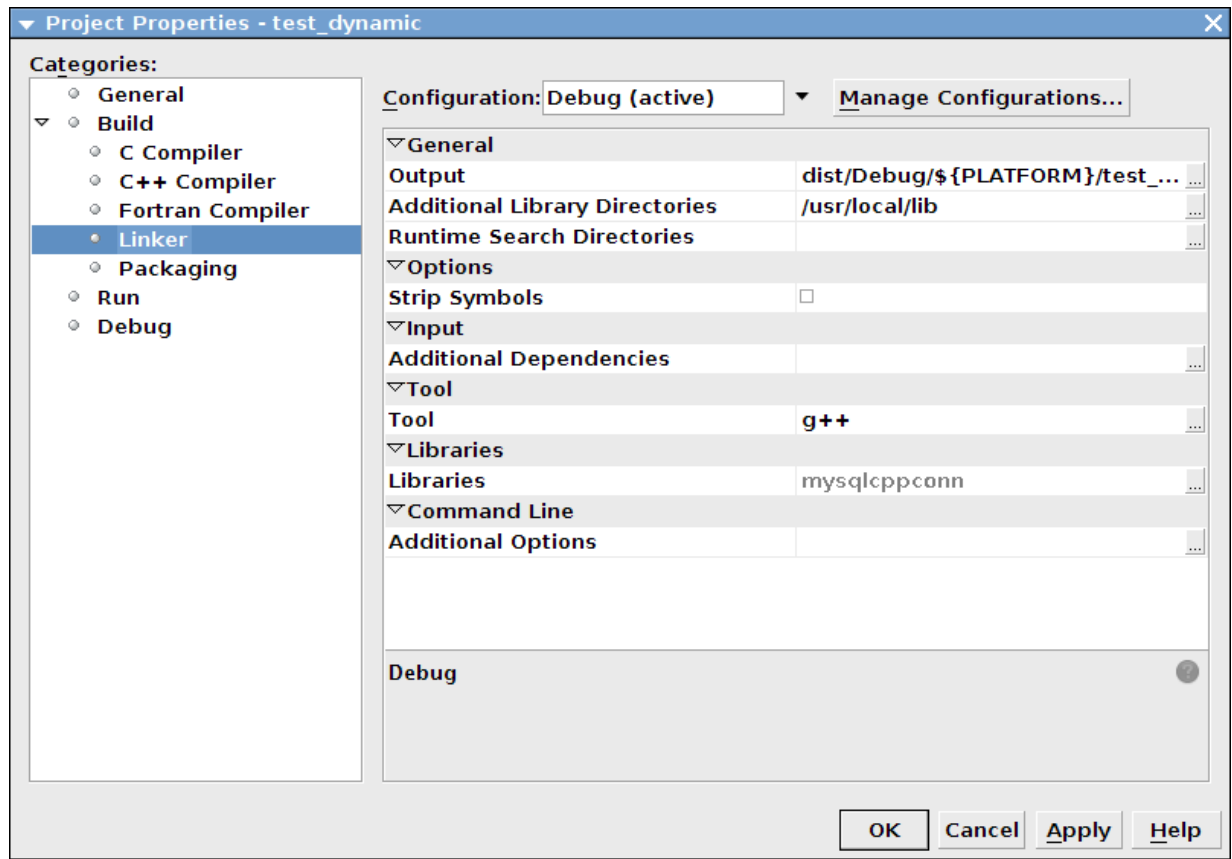 Project Properties - test_dynamic
Categories:
General
Build
C Compiler
C++ Compiler
Fortran Compiler
Linker
Packaging
Run
Debug
Configuration: Debug (active) Manage Configurations...
General
Output dist/Debug/${PLATFORM}/test_... ...
Additional Library Directories /usr/local/lib ...
Runtime Search Directories ...
Options
Strip Symbols
Input
Additional Dependencies ...
Tool
Tool g++ ...
Libraries
Libraries mysqlcppconn ...
Command Line
Additional Options ...
Debug ?
OK Cancel Apply Help